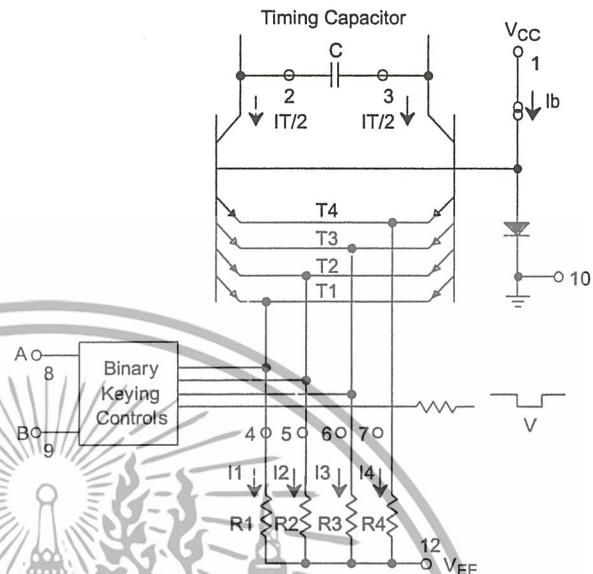 Timing Capacitor
C
VCC
1
2
3
Ib
IT/2
IT/2
T4
T3
T2
T1
10
A
8
Binary
Keying
Controls
B
9
4
5
6
7
V
I1
I2
I3
I4
R1
R2
R3
R4
12
VEE